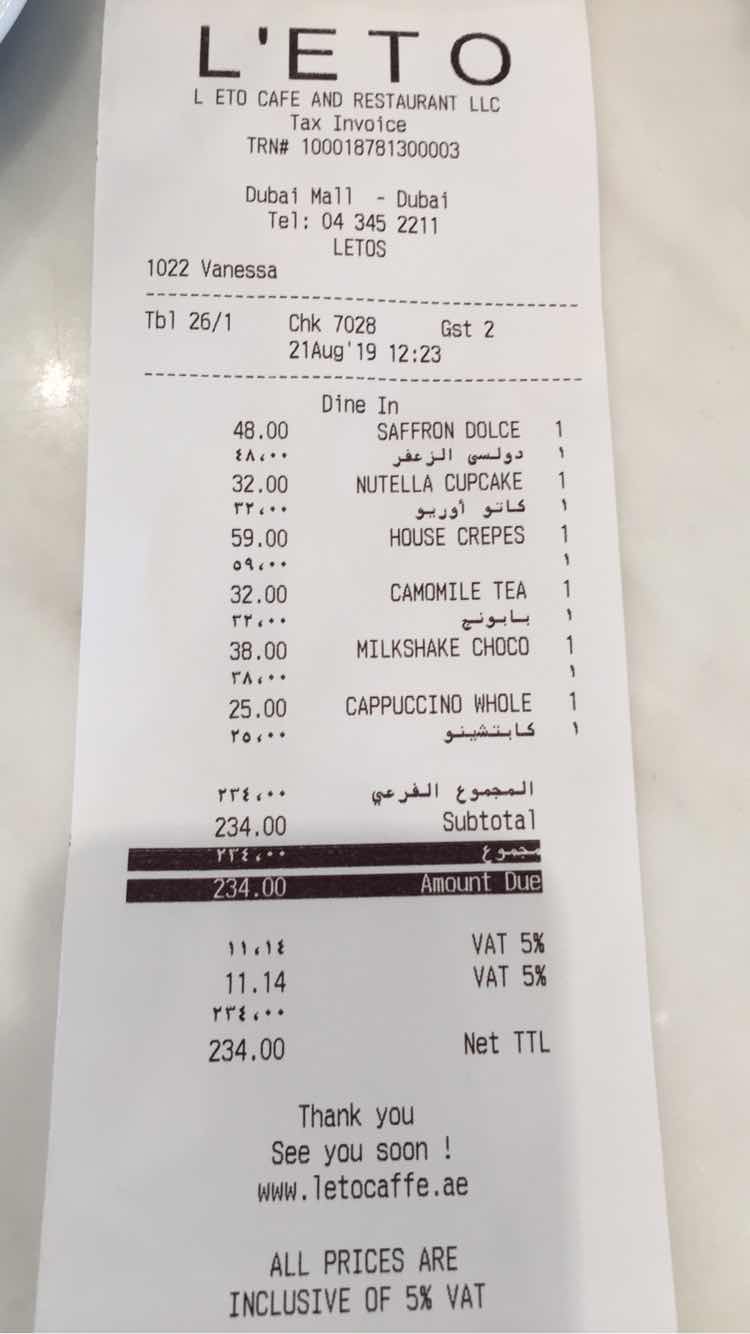 L'ETO
L ETO CAFE AND RESTAURANT LLC
Tax Invoice
TRN# 100018781300003
Dubai Mall - Dubai
Tel: 04 345 2211
LETOS
1022 Vanessa
Tbl 26/1 Chk 7028 Gst 2
21Aug'19 12:23
Dine In
48.00 SAFFRON DOLCE 1
٤٨،٠٠ دولسي الزعفر ١
32.00 NUTELLA CUPCAKE 1
٣٢،٠٠ كاتو أوريو ١
59.00 HOUSE CREPES 1
٥٩،٠٠ ١
32.00 CAMOMILE TEA 1
٣٢،٠٠ بابونج ١
38.00 MILKSHAKE CHOCO 1
٣٨،٠٠ ١
25.00 CAPPUCCINO WHOLE 1
٢٥،٠٠ كابتشينو ١
٢٣٤،٠٠ المجموع الفرعي
234.00 Subtotal
٢٣٤،٠٠ مجموع
234.00 Amount Due
١١،١٤ VAT 5%
11.14 VAT 5%
٢٣٤،٠٠
234.00 Net TTL
Thank you
See you soon !
www.letocaffe.ae
ALL PRICES ARE
INCLUSIVE OF 5% VAT